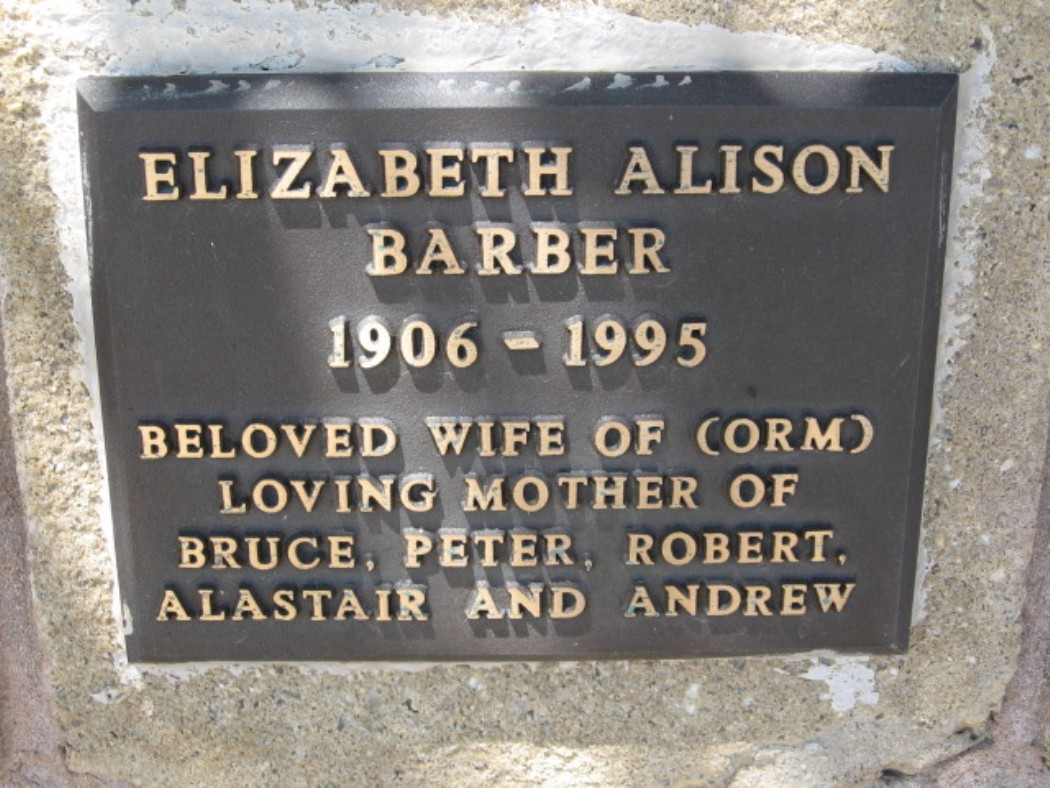 ELIZABETH ALISON
BARBER
1906 - 1995
BELOVED WIFE OF (ORM)
LOVING MOTHER OF
BRUCE, PETER, ROBERT,
ALASTAIR AND ANDREW